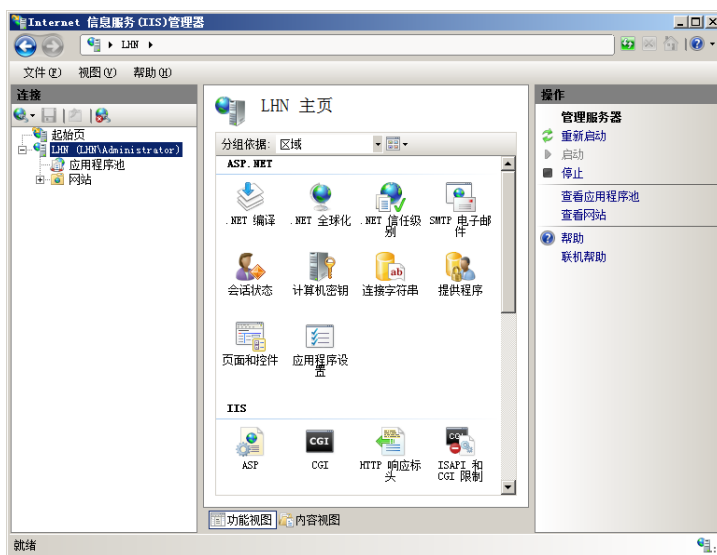 Internet 信息服务(IIS)管理器
LHN
文件(F) 视图(V) 帮助(H)
连接
起始页
LHN (LHN\Administrator)
应用程序池
网站
LHN 主页
分组依据: 区域
ASP.NET
.NET 编译
.NET 全球化
.NET 信任级别
SMTP 电子邮件
会话状态
计算机密钥
连接字符串
ab
提供程序
页面和控件
应用程序设置
IIS
ASP
CGI
CGI
HTTP 响应标头
ISAPI 和
CGI 限制
功能视图 内容视图
操作
管理服务器
重新启动
启动
停止
查看应用程序池
查看网站
帮助
联机帮助
就绪